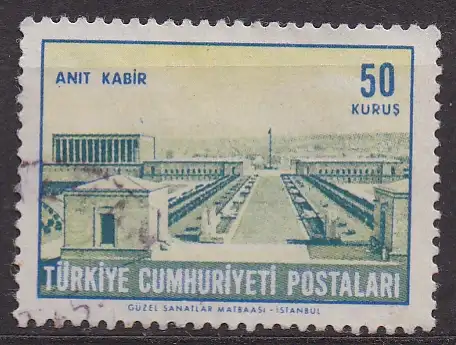 ANIT KABİR
50
KURUŞ
TÜRKİYE CUMHURİYETİ POSTALARI
GÜZEL SANATLAR MATBAASI - İSTANBUL